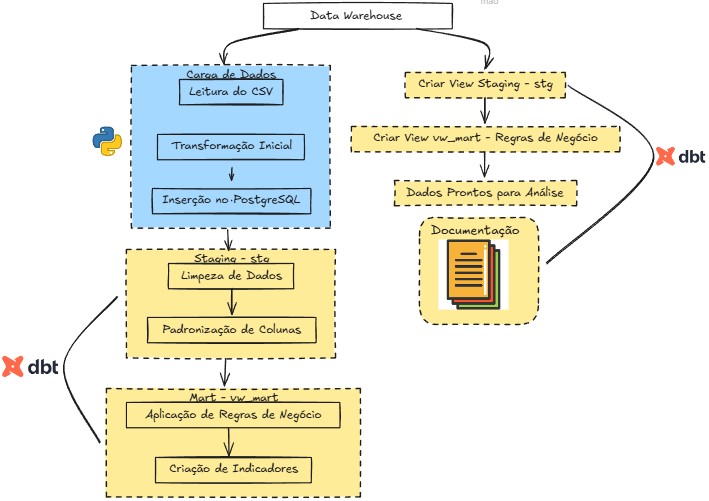 Data Warehouse
Carga de Dados
Leitura do CSV
Transformação Inicial
Inserção no PostgreSQL
Staging - stg
Limpeza de Dados
Padronização de Colunas
dbt
Mart - vw_mart
Aplicação de Regras de Negócio
Criação de Indicadores
Criar View Staging - stg
Criar View vw_mart - Regras de Negócio
Dados Prontos para Análise
Documentação
dbt